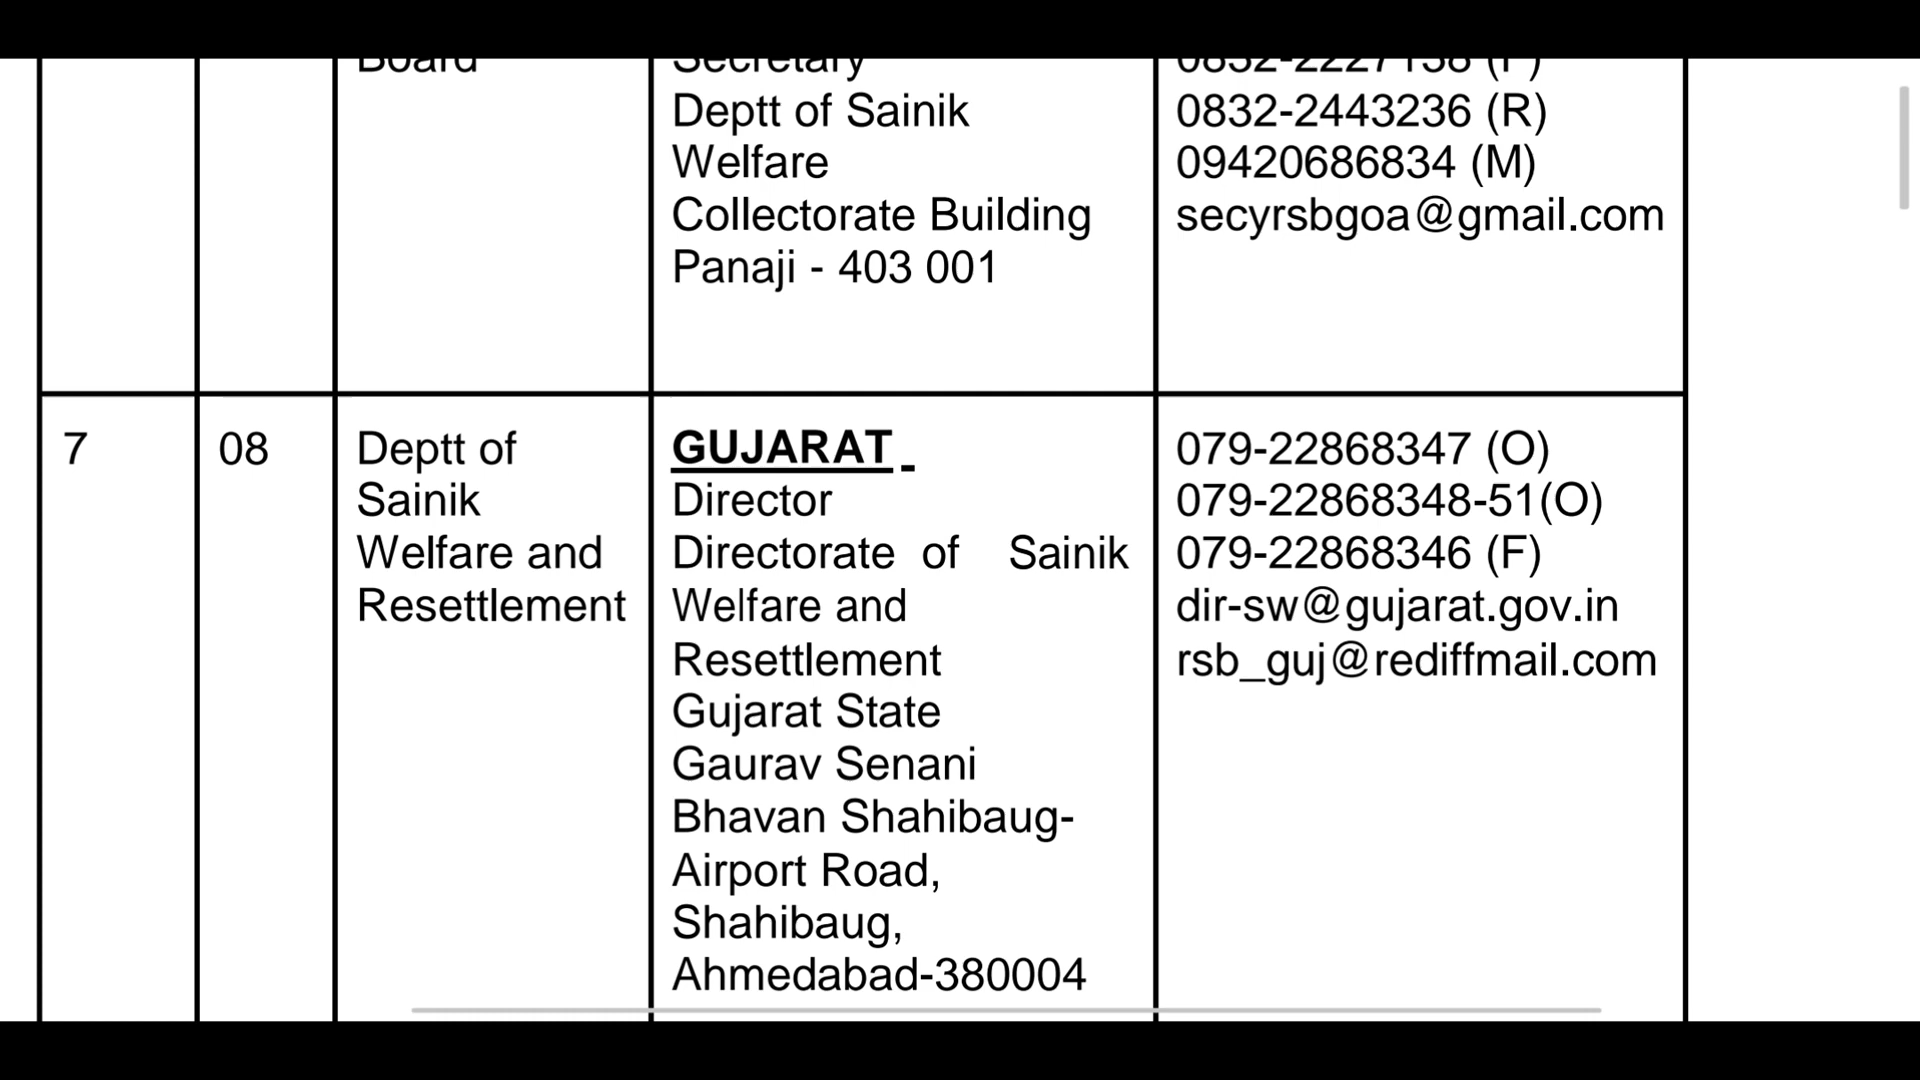 Board
Secretary
Deptt of Sainik
Welfare
Collectorate Building
Panaji - 403 001
0832-2443236 (R)
09420686834 (M)
secyrsbgoa@gmail.com
7
08
Deptt of
Sainik
Welfare and
Resettlement
GUJARAT
Director
Directorate of Sainik
Welfare and
Resettlement
Gujarat State
Gaurav Senani
Bhavan Shahibaug-
Airport Road,
Shahibaug,
Ahmedabad-380004
079-22868347 (O)
079-22868348-51(O)
079-22868346 (F)
dir-sw@gujarat.gov.in
rsb_guj@rediffmail.com